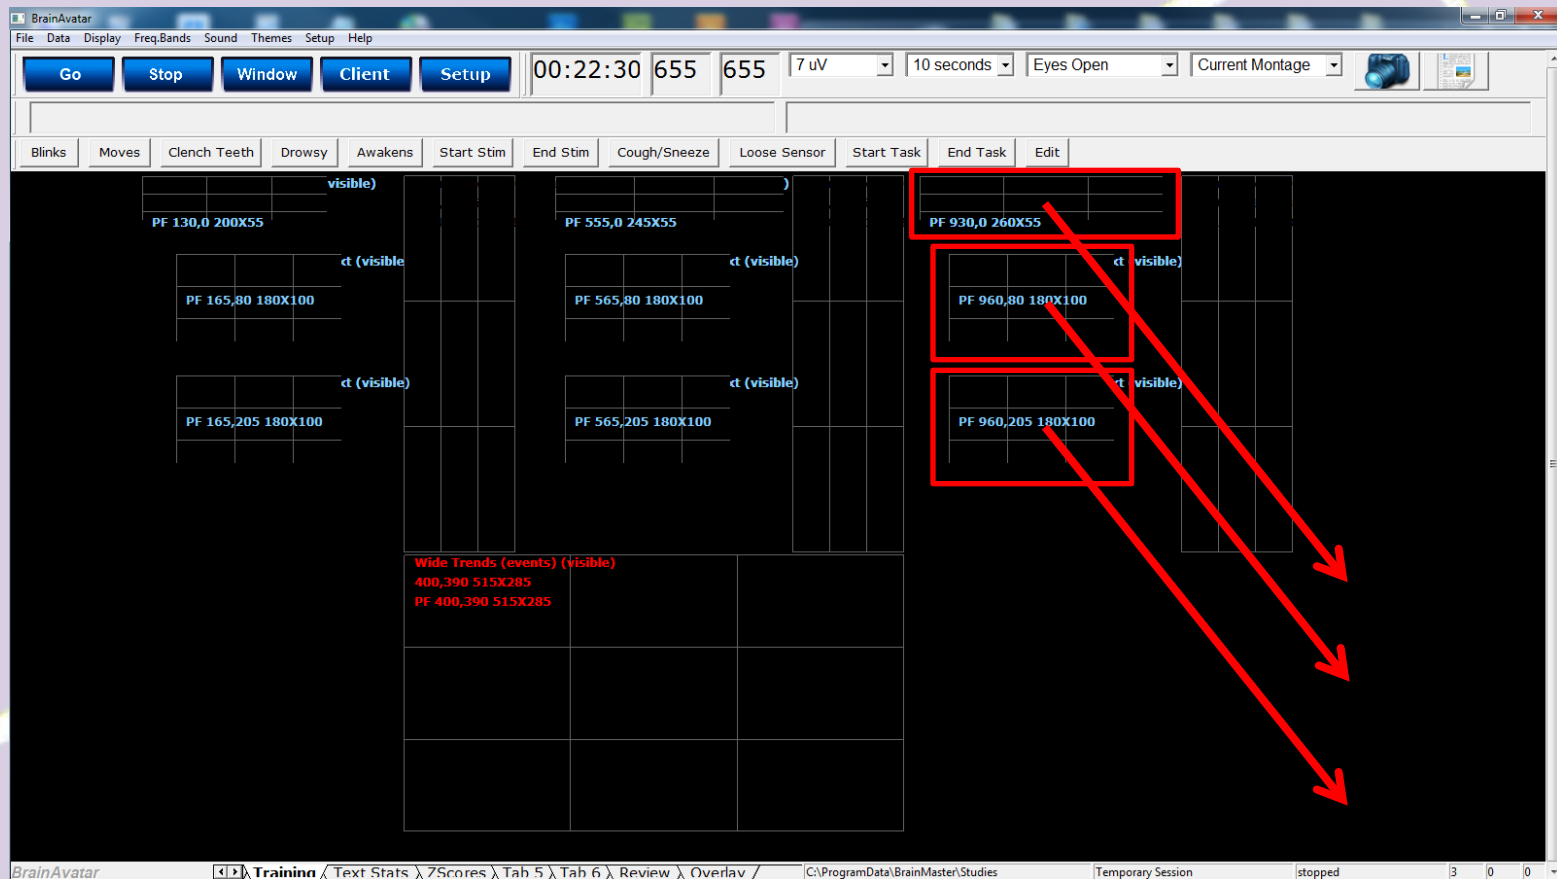 BrainAvatar
File Data Display Freq.Bands Sound Themes Setup Help
Go Stop Window Client Setup 00:22:30 655 655 7 uV 10 seconds Eyes Open Current Montage
Blinks Moves Clench Teeth Drowsy Awakens Start Stim End Stim Cough/Sneeze Loose Sensor Start Task End Task Edit
visible) )
PF 130,0 200X55 PF 555,0 245X55 PF 930,0 260X55
ct (visible ct (visible) ct (visible)
PF 165,80 180X100 PF 565,80 180X100 PF 960,80 180X100
ct (visible) ct (visible) ct (visible)
PF 165,205 180X100 PF 565,205 180X100 PF 960,205 180X100
Wide Trends (events) (visible)
400,390 515X285
PF 400,390 515X285
BrainAvatar Training Text Stats ZScores Tab 5 Tab 6 Review Overlay C:\ProgramData\BrainMaster\Studies Temporary Session stopped 3 0 0